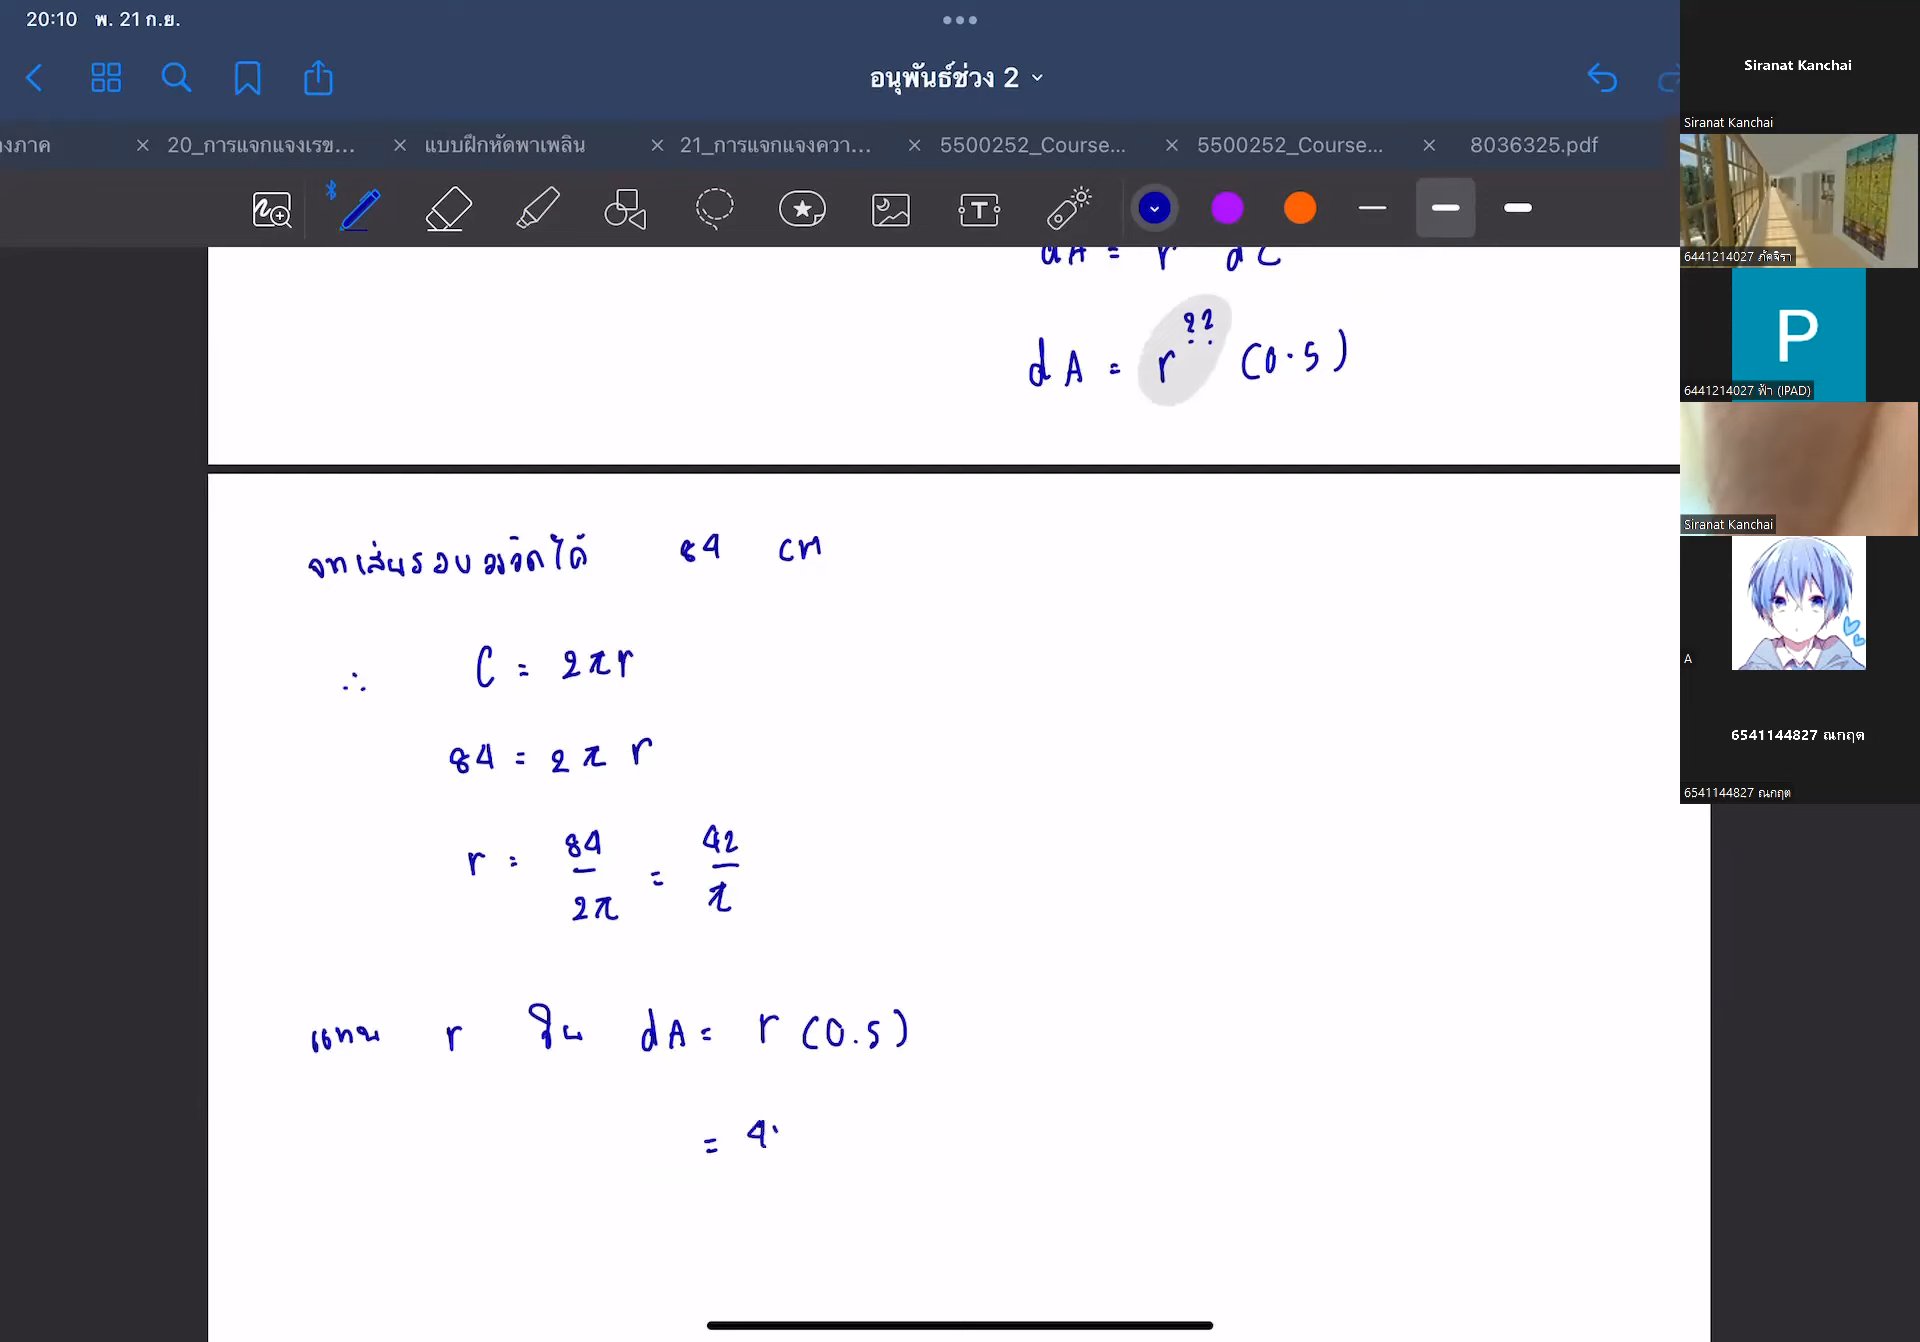 20:10 พ. 21 ก.ย.
อนุพันธ์ช่วง 2
งภาค × 20_การแจกแจงเรข... × แบบฝึกหัดพาเพลิน × 21_การแจกแจงควา... × 5500252_Course... × 5500252_Course... × 8036325.pdf
dA = r dC
dA = r ?? (0.5)
จากเส้นรอบวงวัดได้ 84 cm
∴ C = 2πr
84 = 2πr
r = 84/2π = 42/π
แทน r ใน dA = r (0.5)
= 4
Siranat Kanchai
Siranat Kanchai
6441214027 ภัคจิรา
P
6441214027 ฟ้า (IPAD)
Siranat Kanchai
A
6541144827 ณกฤต
6541144827 ณกฤต